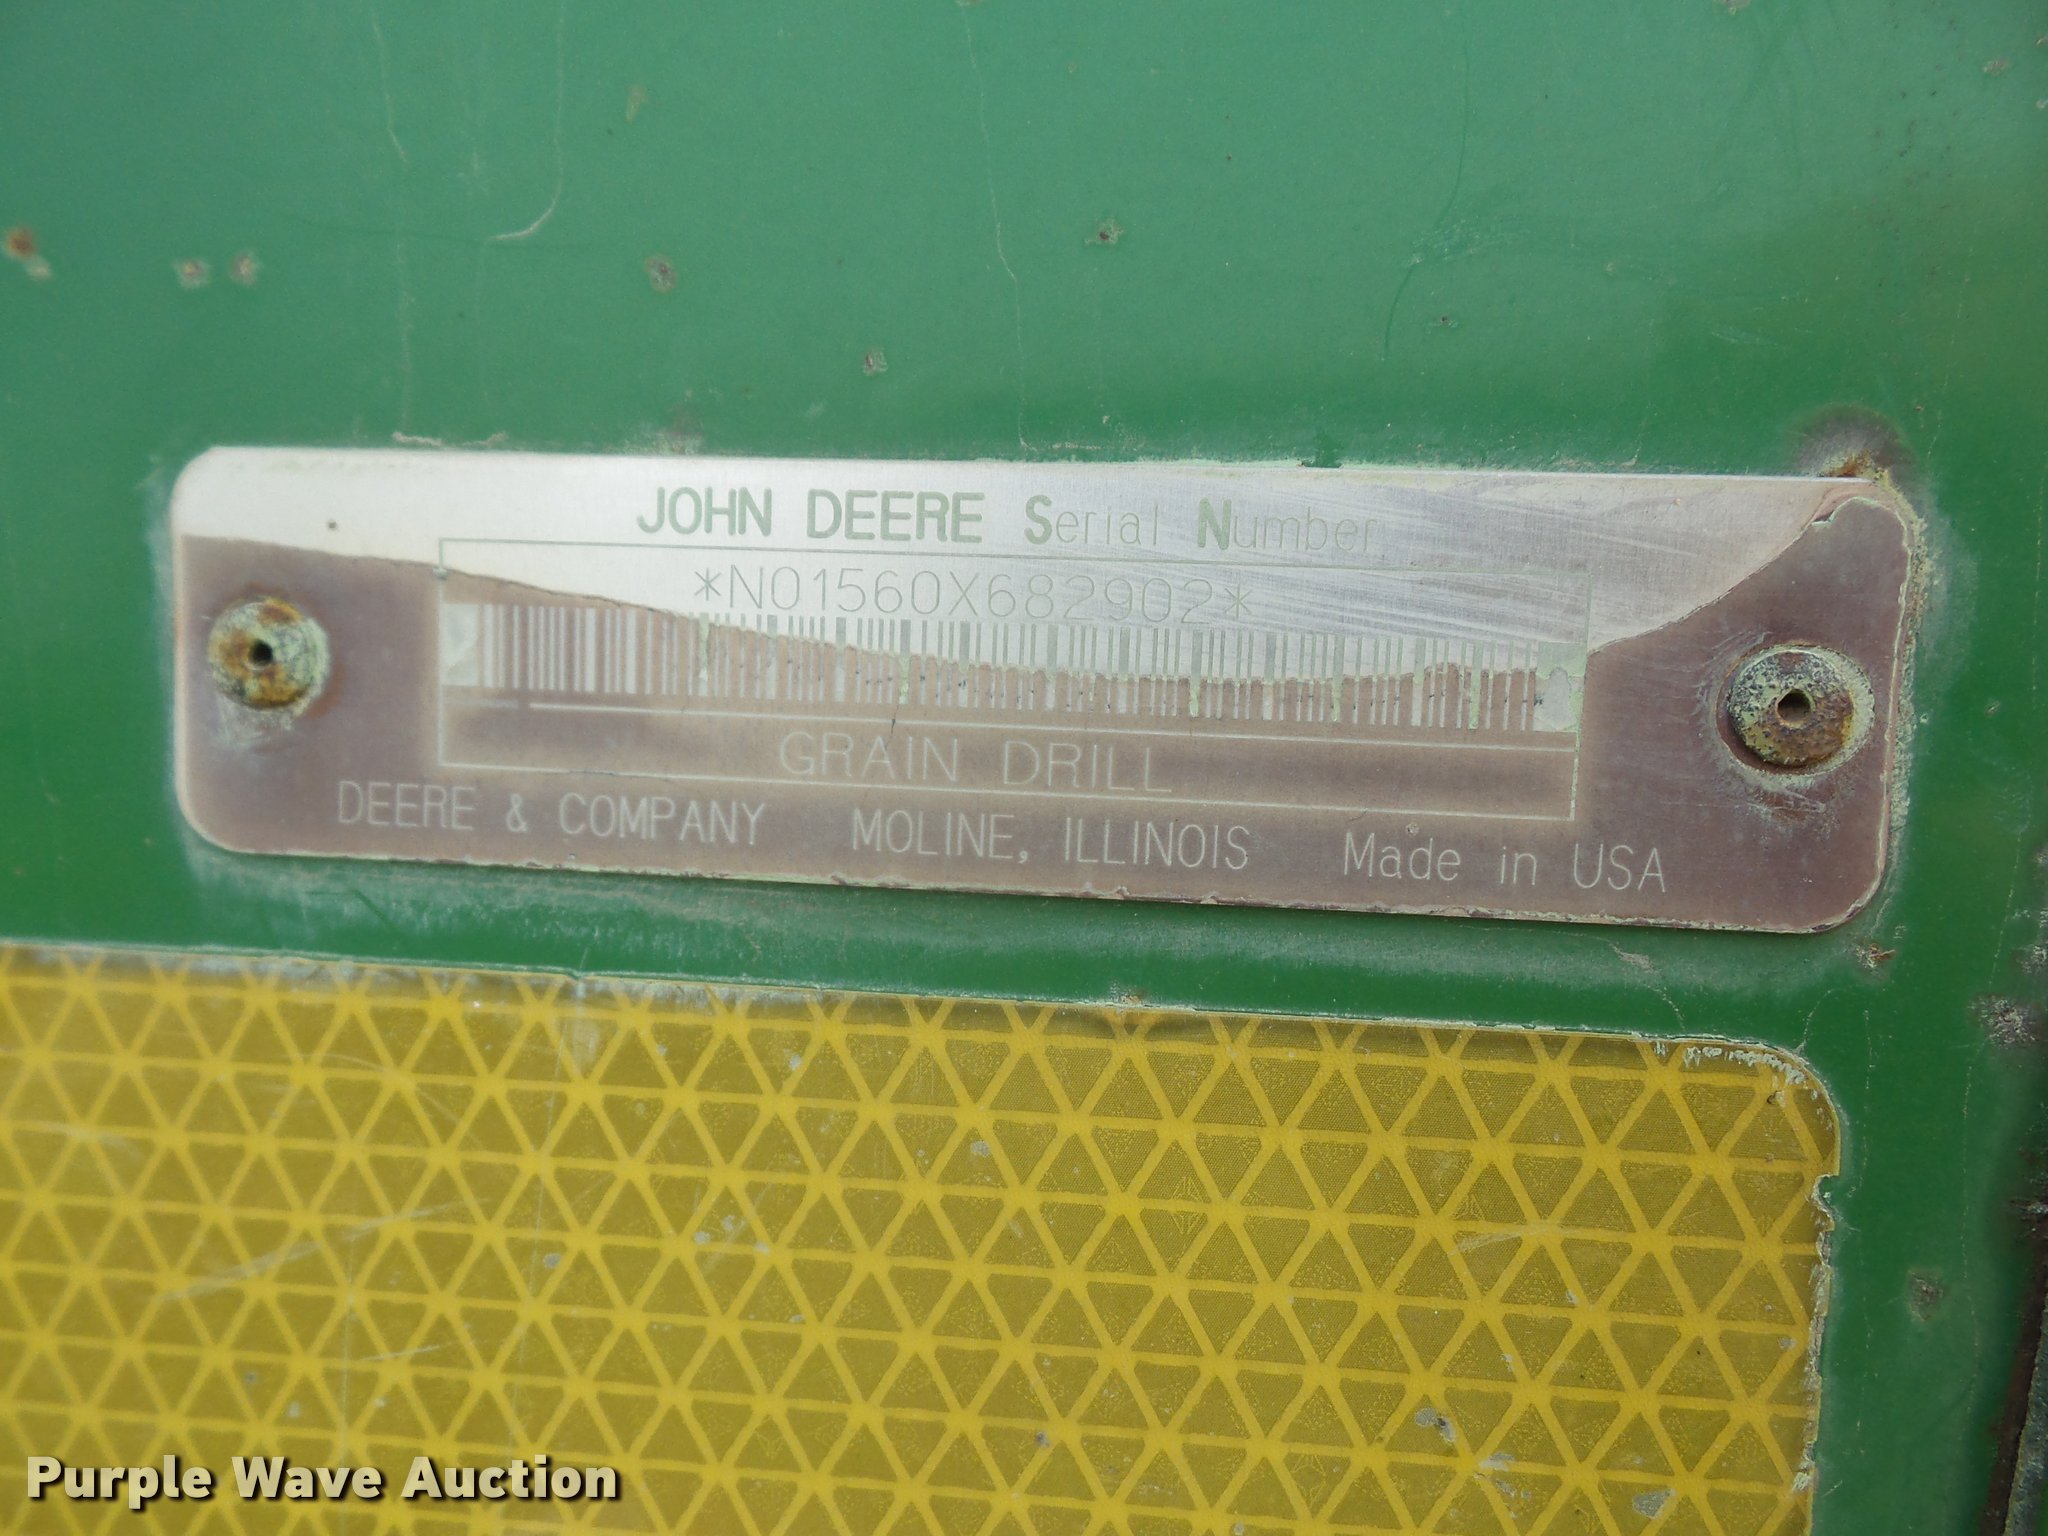 JOHN DEERE Serial Number
*N01560X682902*
GRAIN DRILL
DEERE & COMPANY MOLINE, ILLINOIS Made in USA
Purple Wave Auction